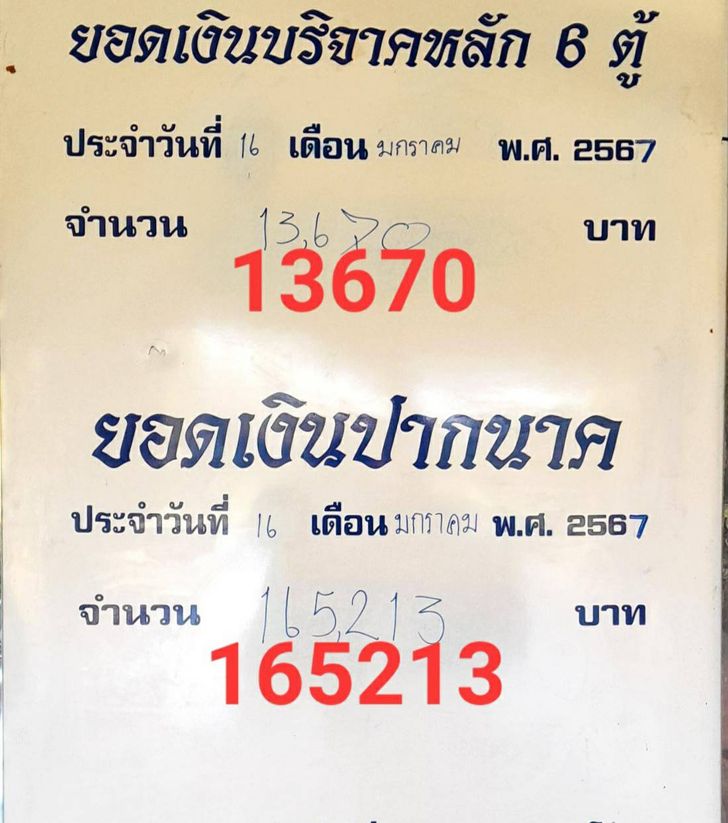 ยอดเงินบริจาคหลัก 6 ตู้
ประจำวันที่ 16 เดือน มกราคม พ.ศ. 2567
จำนวน 13,670 บาท
13670
ยอดเงินปากนาค
ประจำวันที่ 16 เดือน มกราคม พ.ศ. 2567
จำนวน 165,213 บาท
165213